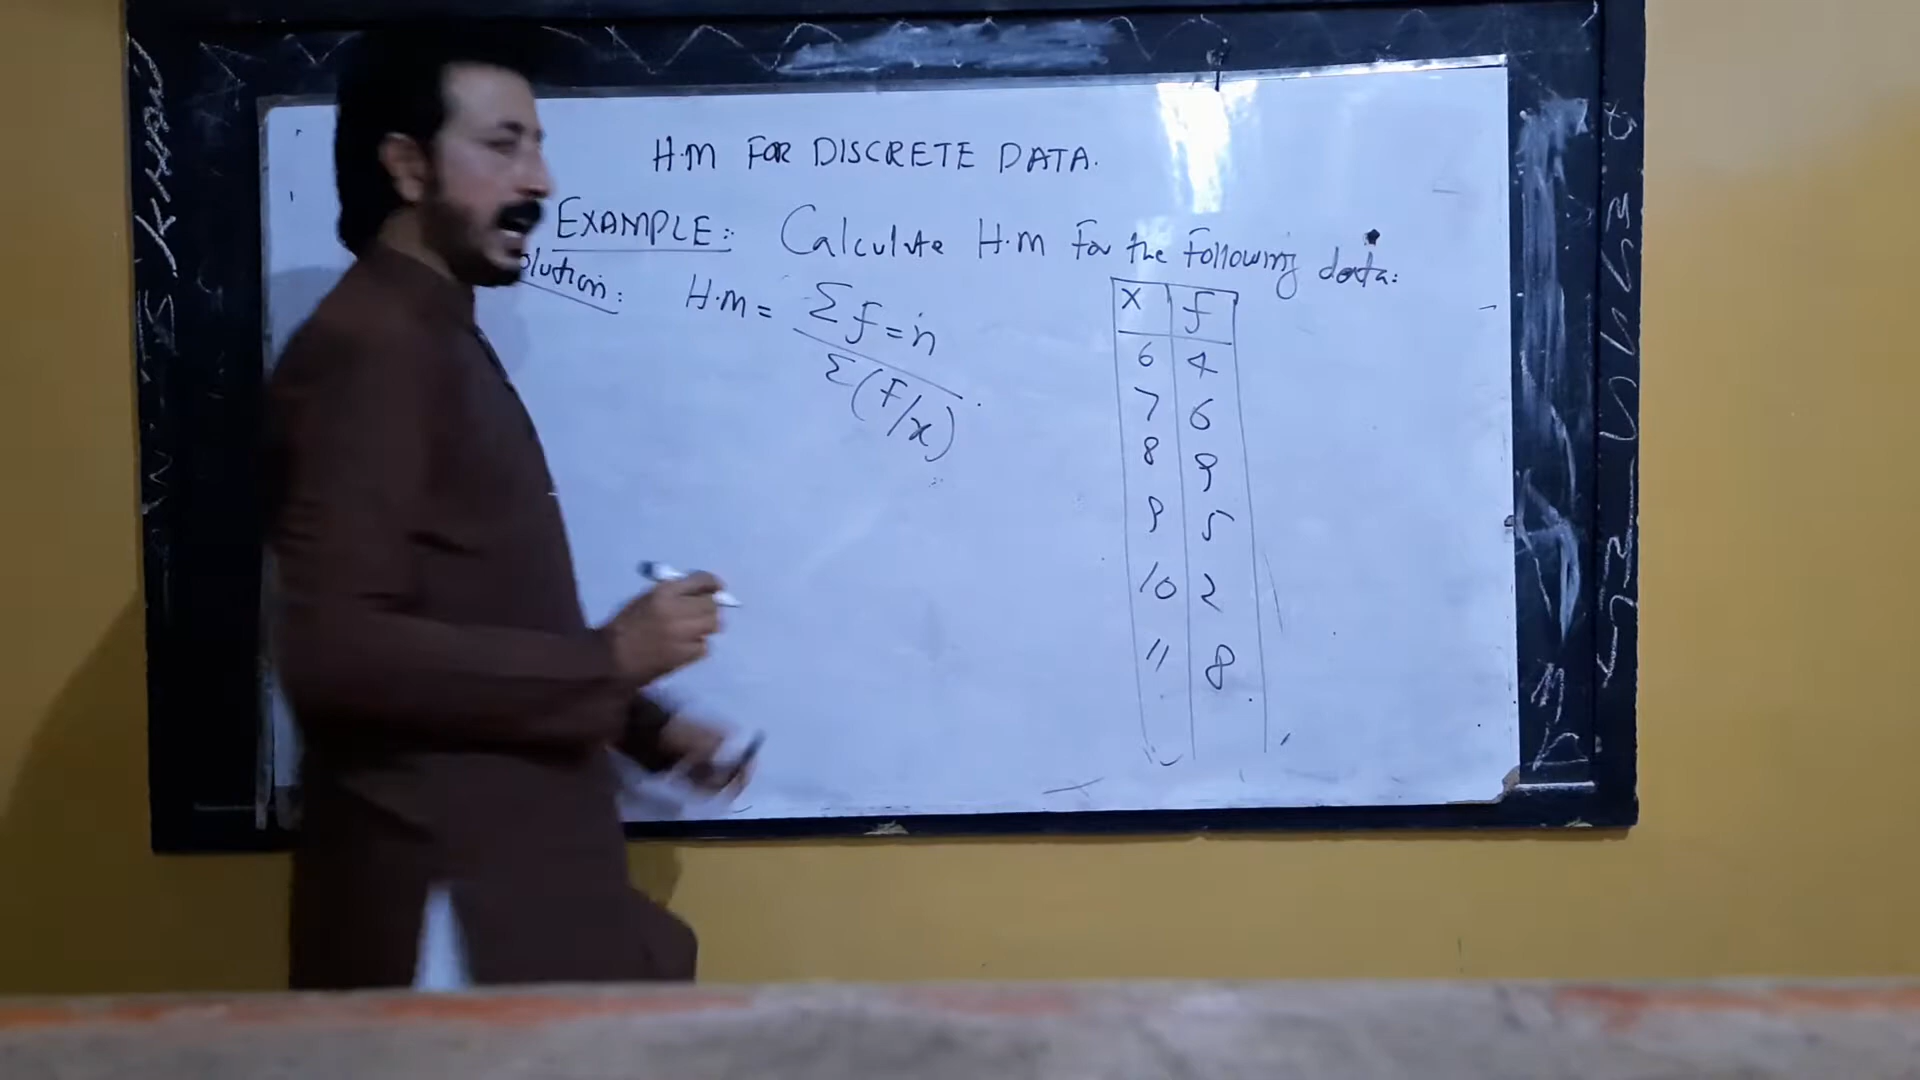 H.M FOR DISCRETE DATA.
EXAMPLE: Calculate H.M For the Following data:
olution: H.M = Σf = n
Σ(f/x)
X f
6 4
7 6
8 9
9 5
10 2
11 8